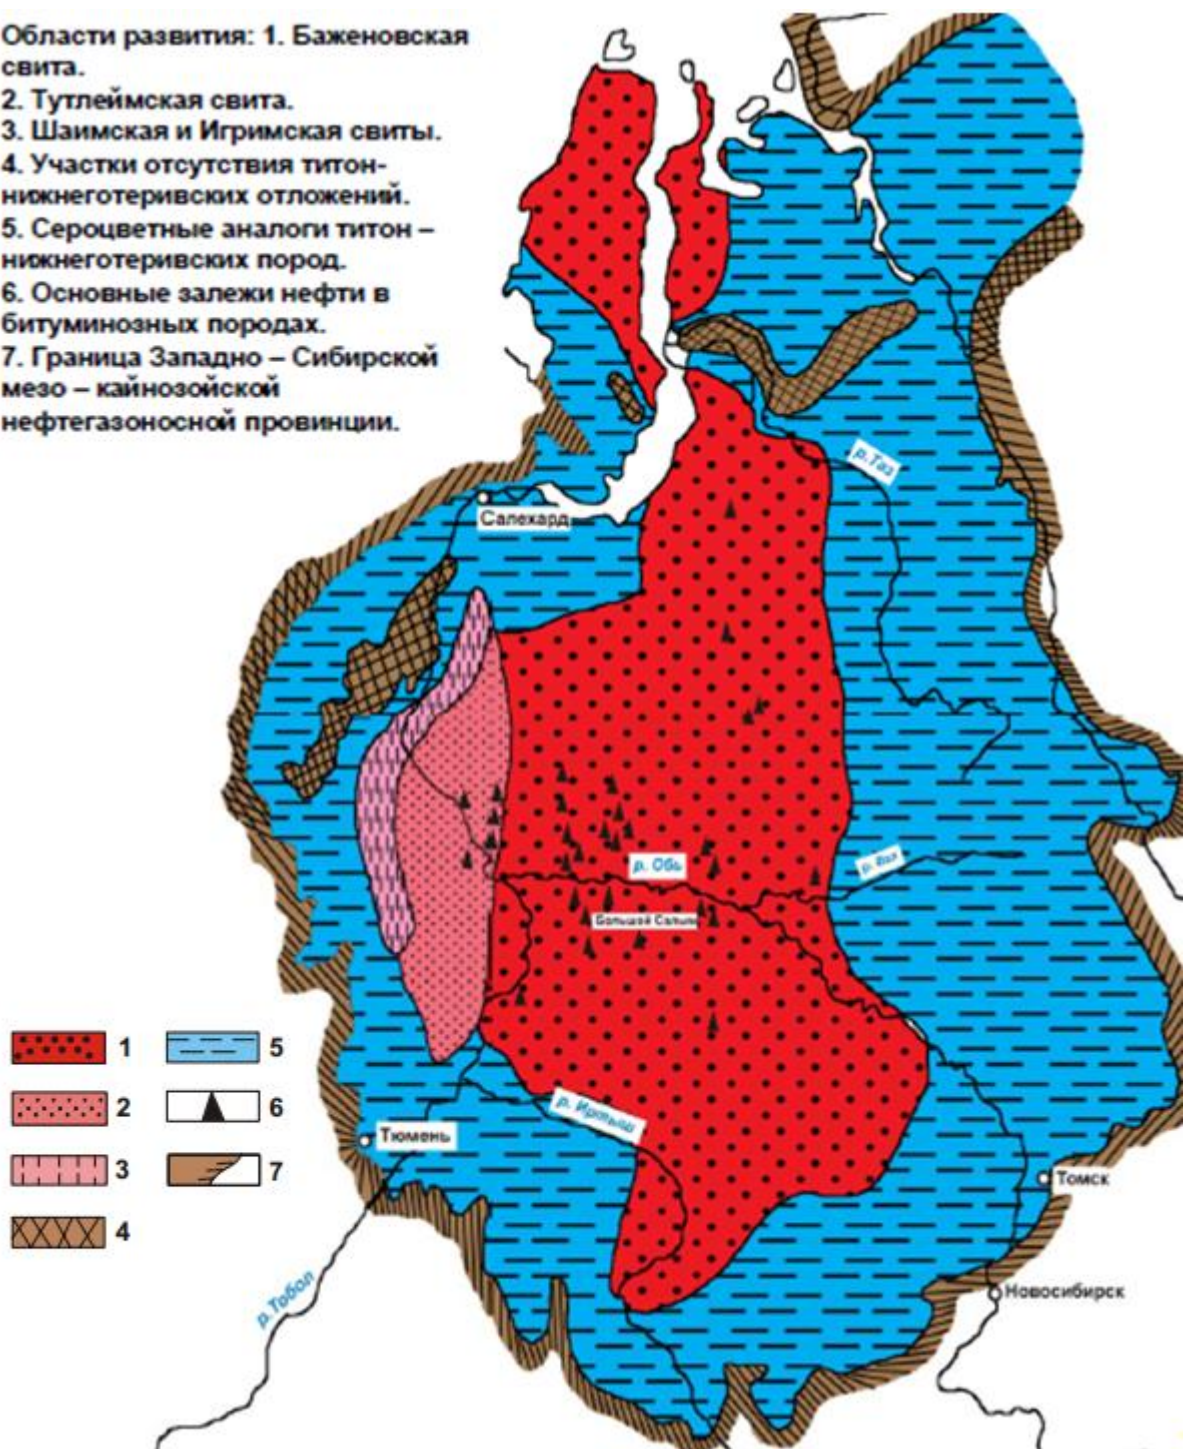 Области развития: 1. Баженовская
свита.
2. Тутлеймская свита.
3. Шаимская и Игримская свиты.
4. Участки отсутствия титон-
нижнеготеривских отложений.
5. Сероцветные аналоги титон –
нижнеготеривских пород.
6. Основные залежи нефти в
битуминозных породах.
7. Граница Западно – Сибирской
мезо – кайнозойской
нефтегазоносной провинции.
р.Таз
Салехард
р. Обь
р. Вах
Большой Салым
1
5
2
6
3
7
4
р. Иртыш
Тюмень
Томск
р.Тобол
Новосибирск